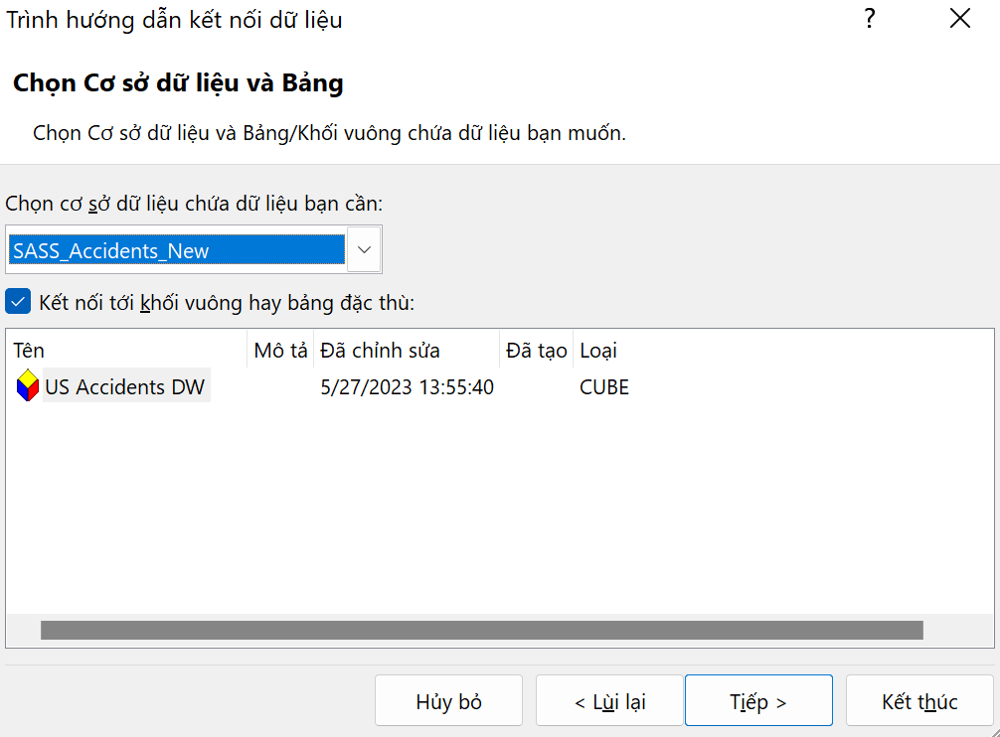 Trình hướng dẫn kết nối dữ liệu ?
Chọn Cơ sở dữ liệu và Bảng
Chọn Cơ sở dữ liệu và Bảng/Khối vuông chứa dữ liệu bạn muốn.
Chọn cơ sở dữ liệu chứa dữ liệu bạn cần:
SASS_Accidents_New
Kết nối tới khối vuông hay bảng đặc thù:
Tên Mô tả Đã chỉnh sửa Đã tạo Loại
US Accidents DW 5/27/2023 13:55:40 CUBE
Hủy bỏ < Lùi lại Tiếp > Kết thúc